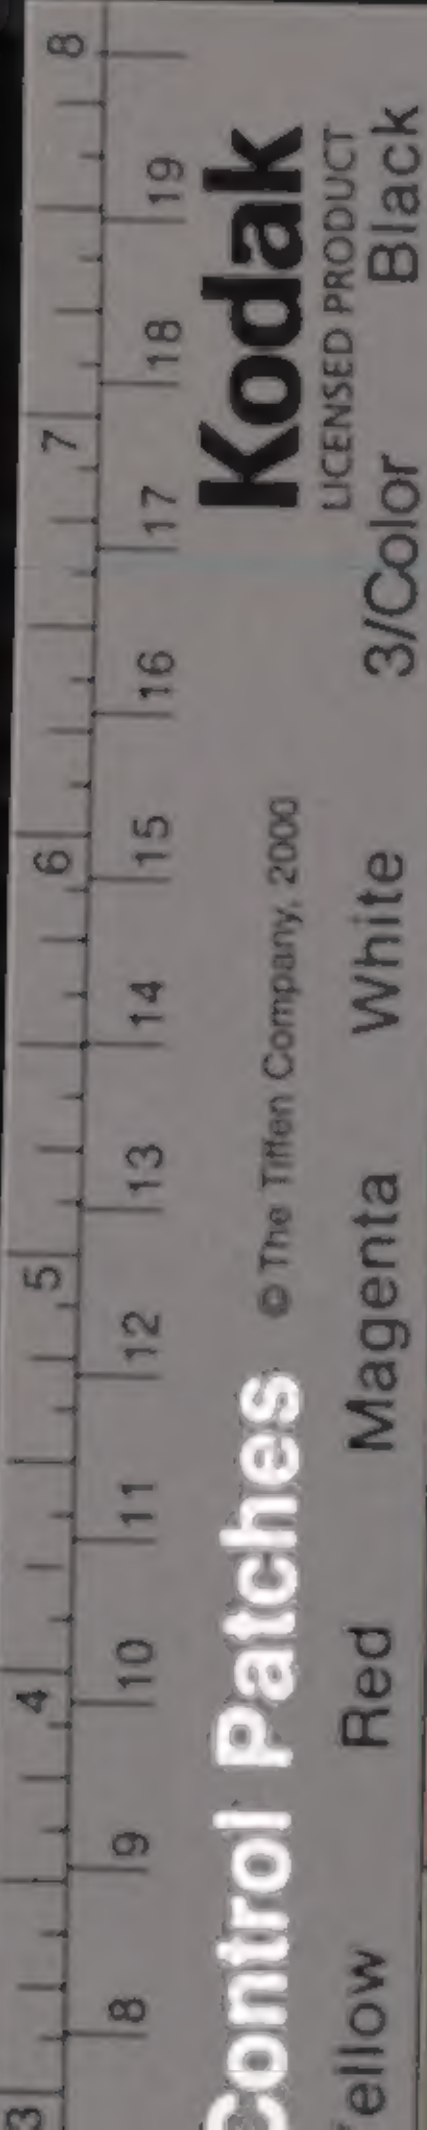 3 4 5 6 7 8
8 9 10 11 12 13 14 15 16 17 18 19
Control Patches © The Tiffen Company, 2000 Kodak
LICENSED PRODUCT
ellow Red Magenta White 3/Color Black